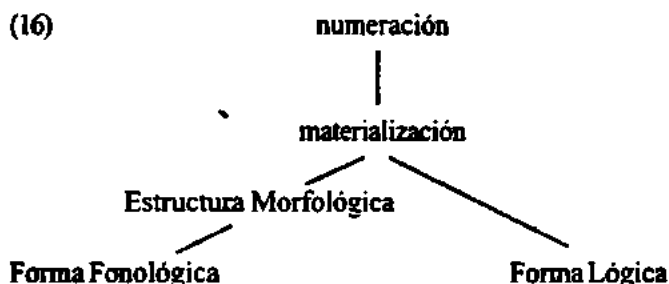 (16) numeración
materialización
Estructura Morfológica
Forma Fonológica Forma Lógica